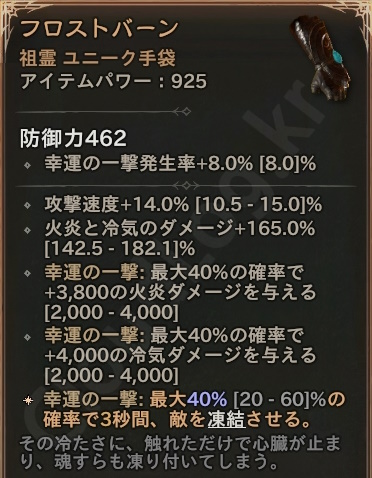 フロストバーン
祖霊 ユニーク手袋
アイテムパワー：925
防御力462
幸運の一撃発生率+8.0% [8.0]%
攻撃速度+14.0% [10.5 - 15.0]%
火炎と冷気のダメージ+165.0%
[142.5 - 182.1]%
幸運の一撃: 最大40%の確率で
+3,800の火炎ダメージを与える
[2,000 - 4,000]
幸運の一撃: 最大40%の確率で
+4,000の冷気ダメージを与える
[2,000 - 4,000]
幸運の一撃: 最大40% [20 - 60]%の
確率で3秒間、敵を凍結させる。
その冷たさに、触れただけで心臓が止ま
り、魂すらも凍り付いてしまう。